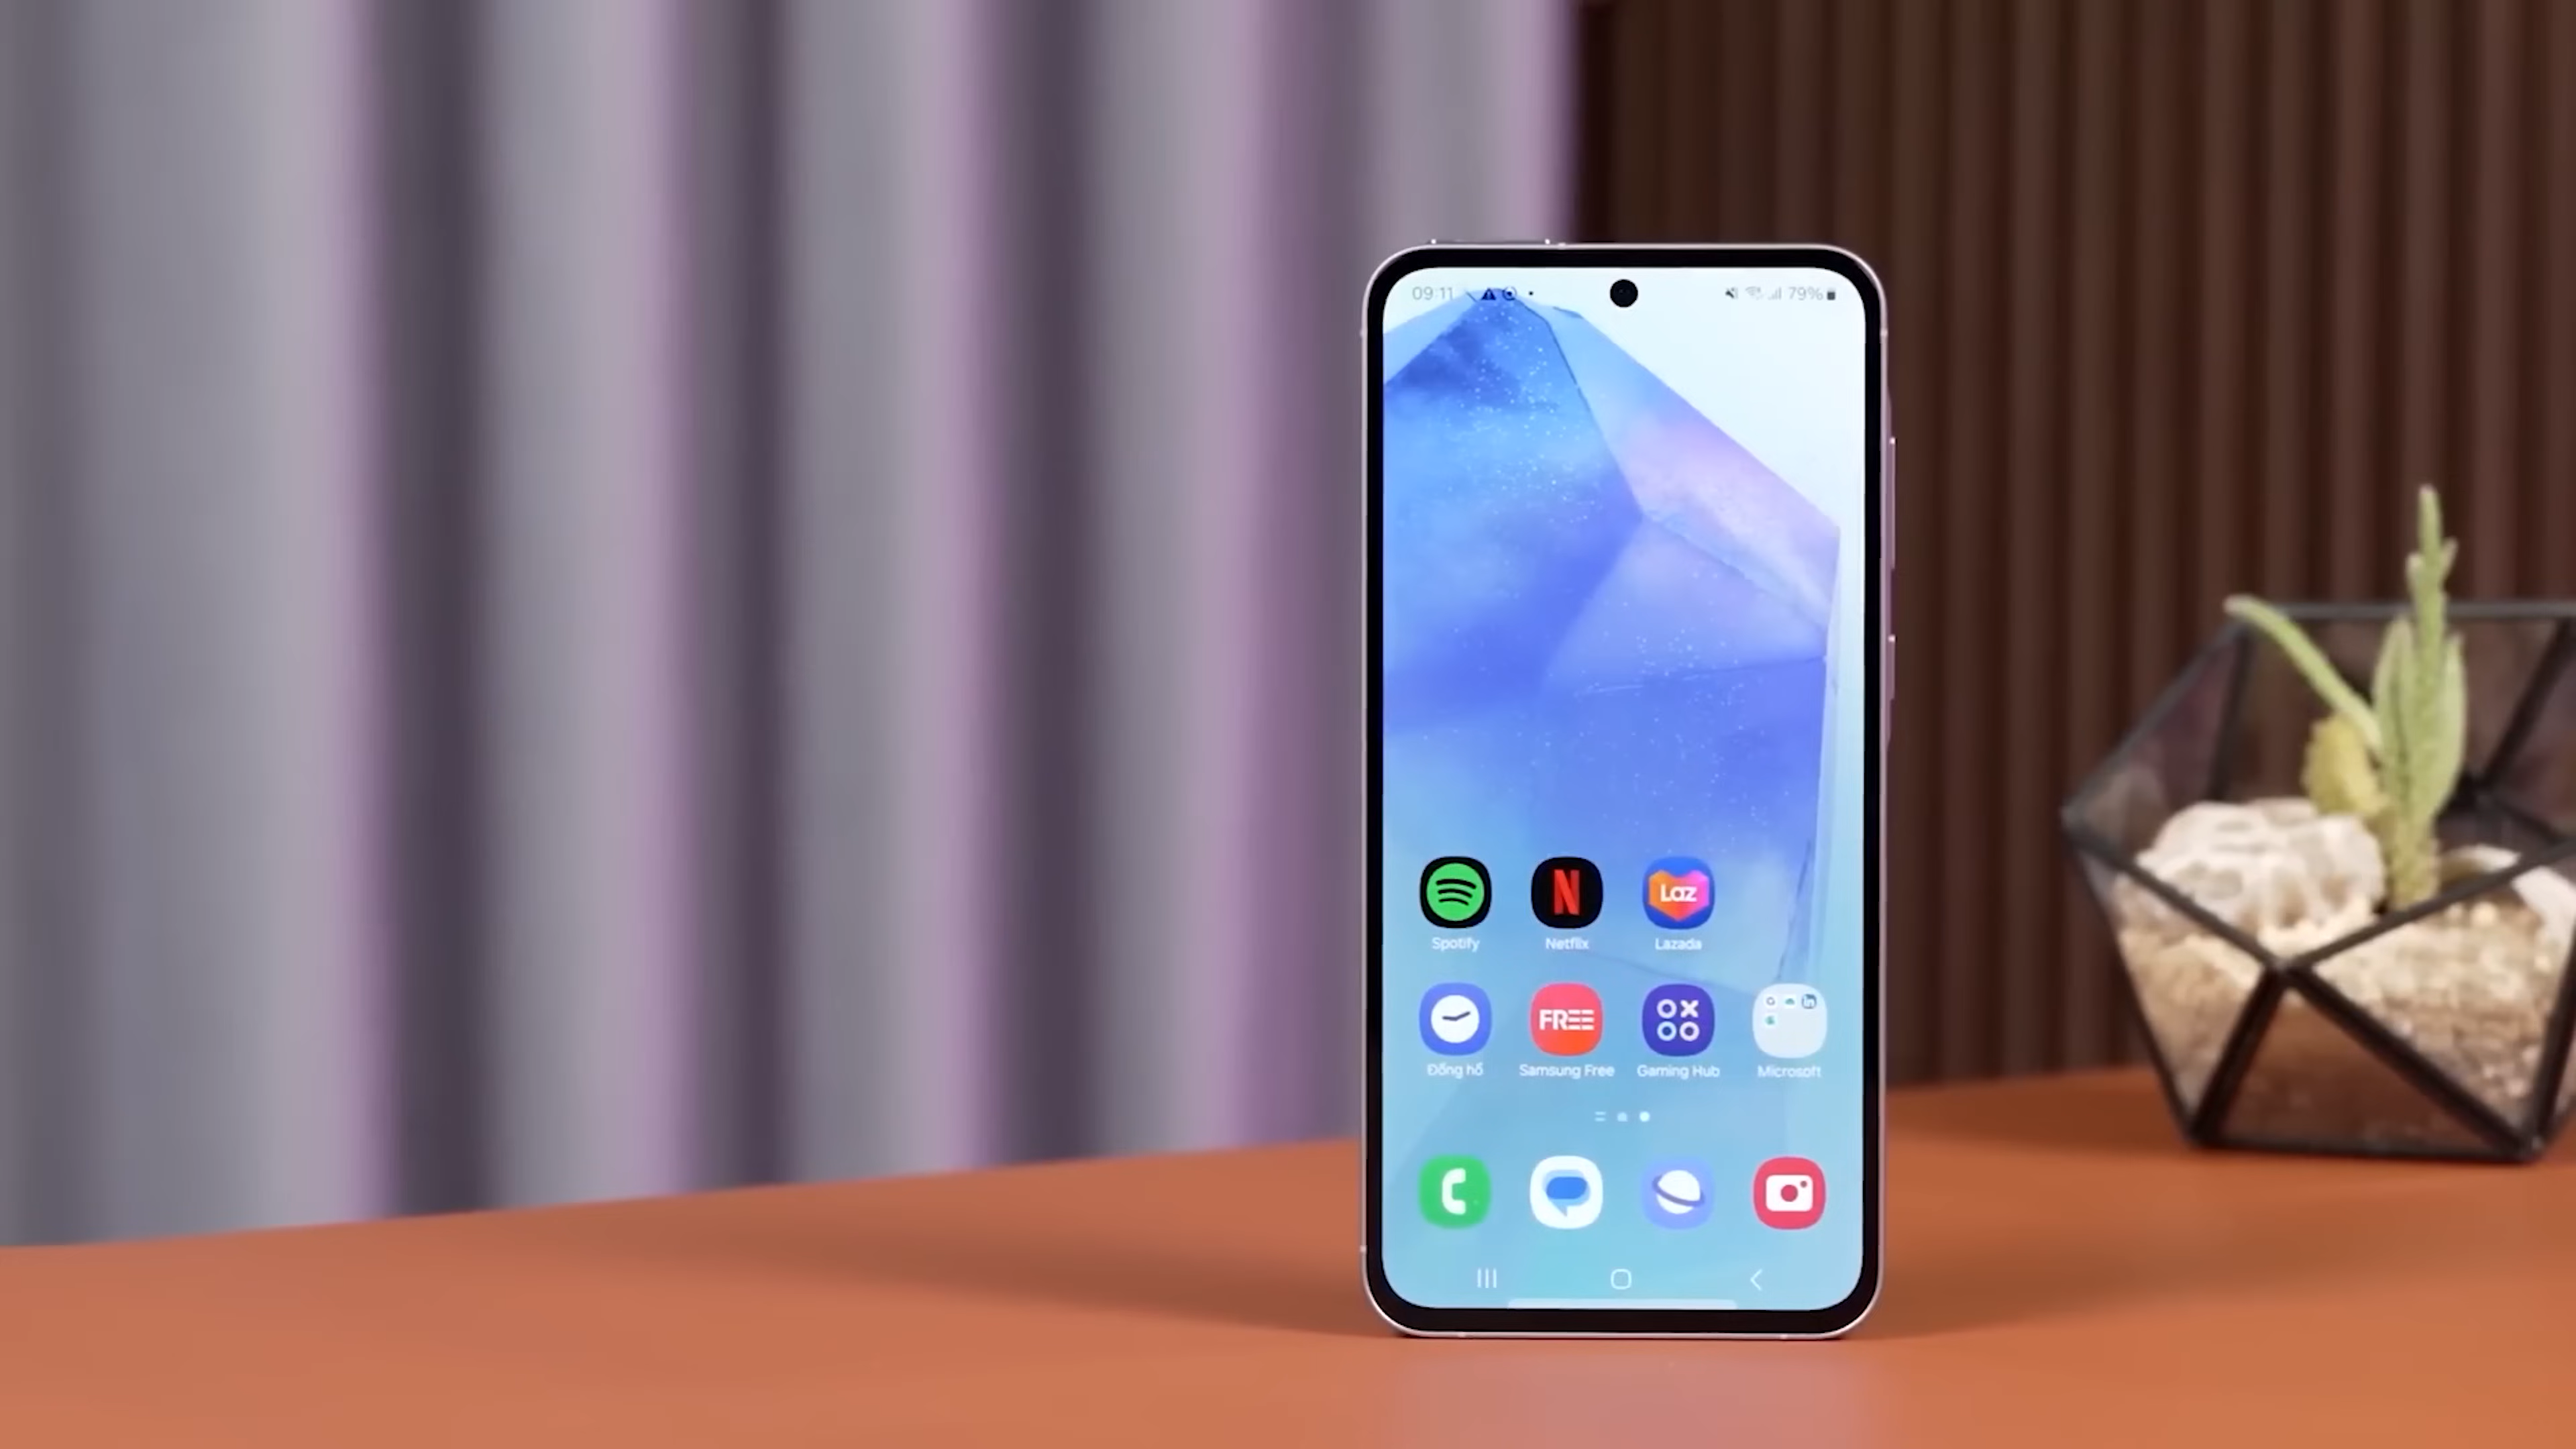 09:11 79%
Laz
Spotify Netflix Lazada
FREE
Đồng hồ Samsung Free Gaming Hub Microsoft